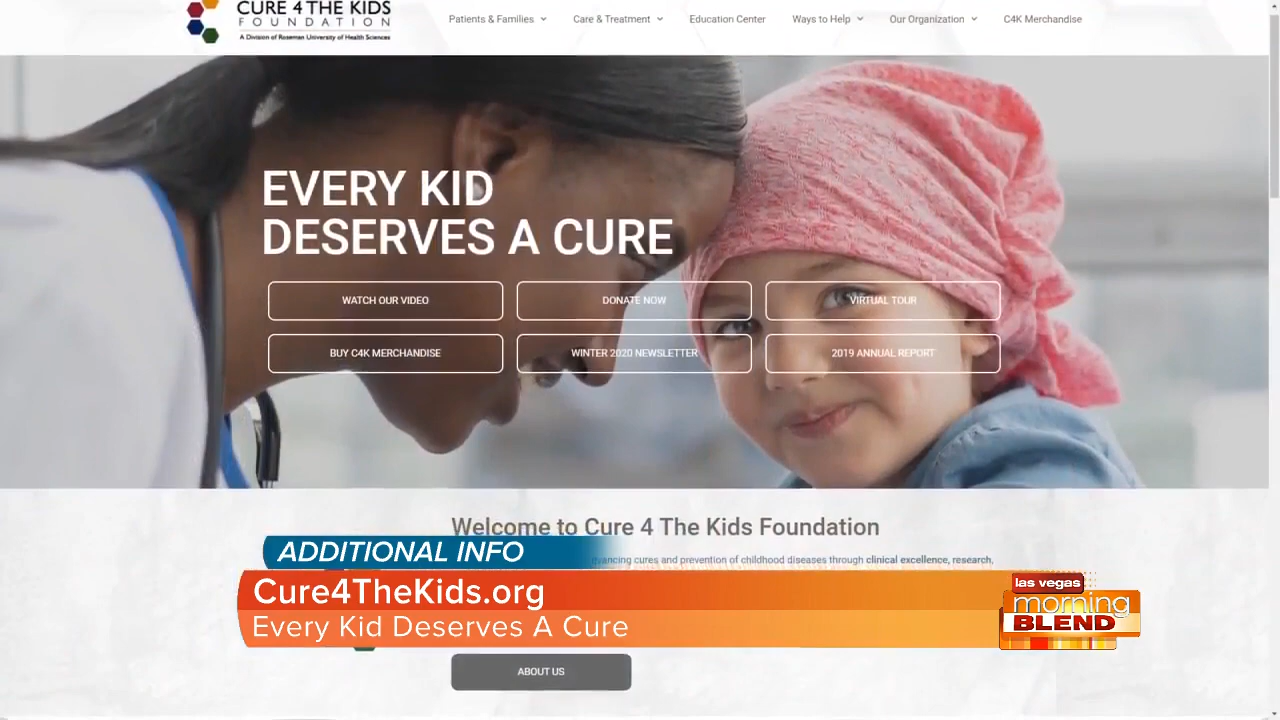 CURE 4 THE KIDS
FOUNDATION
A Division of Roseman University of Health Sciences
Patients & Families
Care & Treatment
Education Center
Ways to Help
Our Organization
C4K Merchandise
EVERY KID
DESERVES A CURE
WATCH OUR VIDEO
DONATE NOW
VIRTUAL TOUR
BUY C4K MERCHANDISE
WINTER 2020 NEWSLETTER
2019 ANNUAL REPORT
Welcome to Cure 4 The Kids Foundation
cures and prevention of childhood diseases through clinical excellence, research,
ADDITIONAL INFO
Cure4TheKids.org
Every Kid Deserves A Cure
las vegas
morning
BLEND
ABOUT US